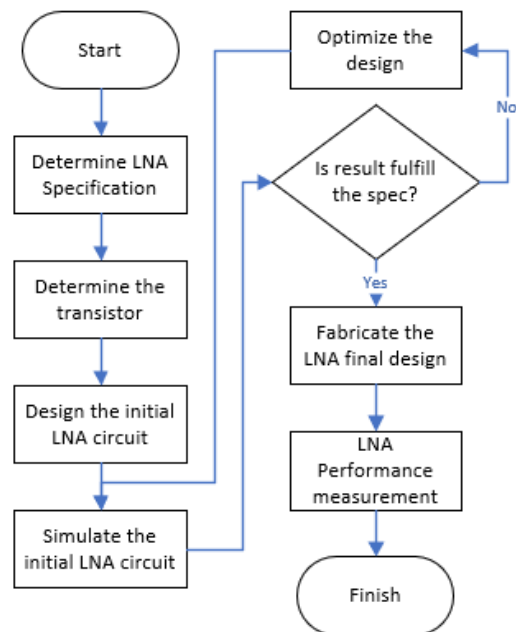 Start
Determine LNA
Specification
Determine the
transistor
Design the initial
LNA circuit
Simulate the
initial LNA circuit
Optimize the
design
No
Is result fulfill
the spec?
Yes
Fabricate the
LNA final design
LNA
Performance
measurement
Finish